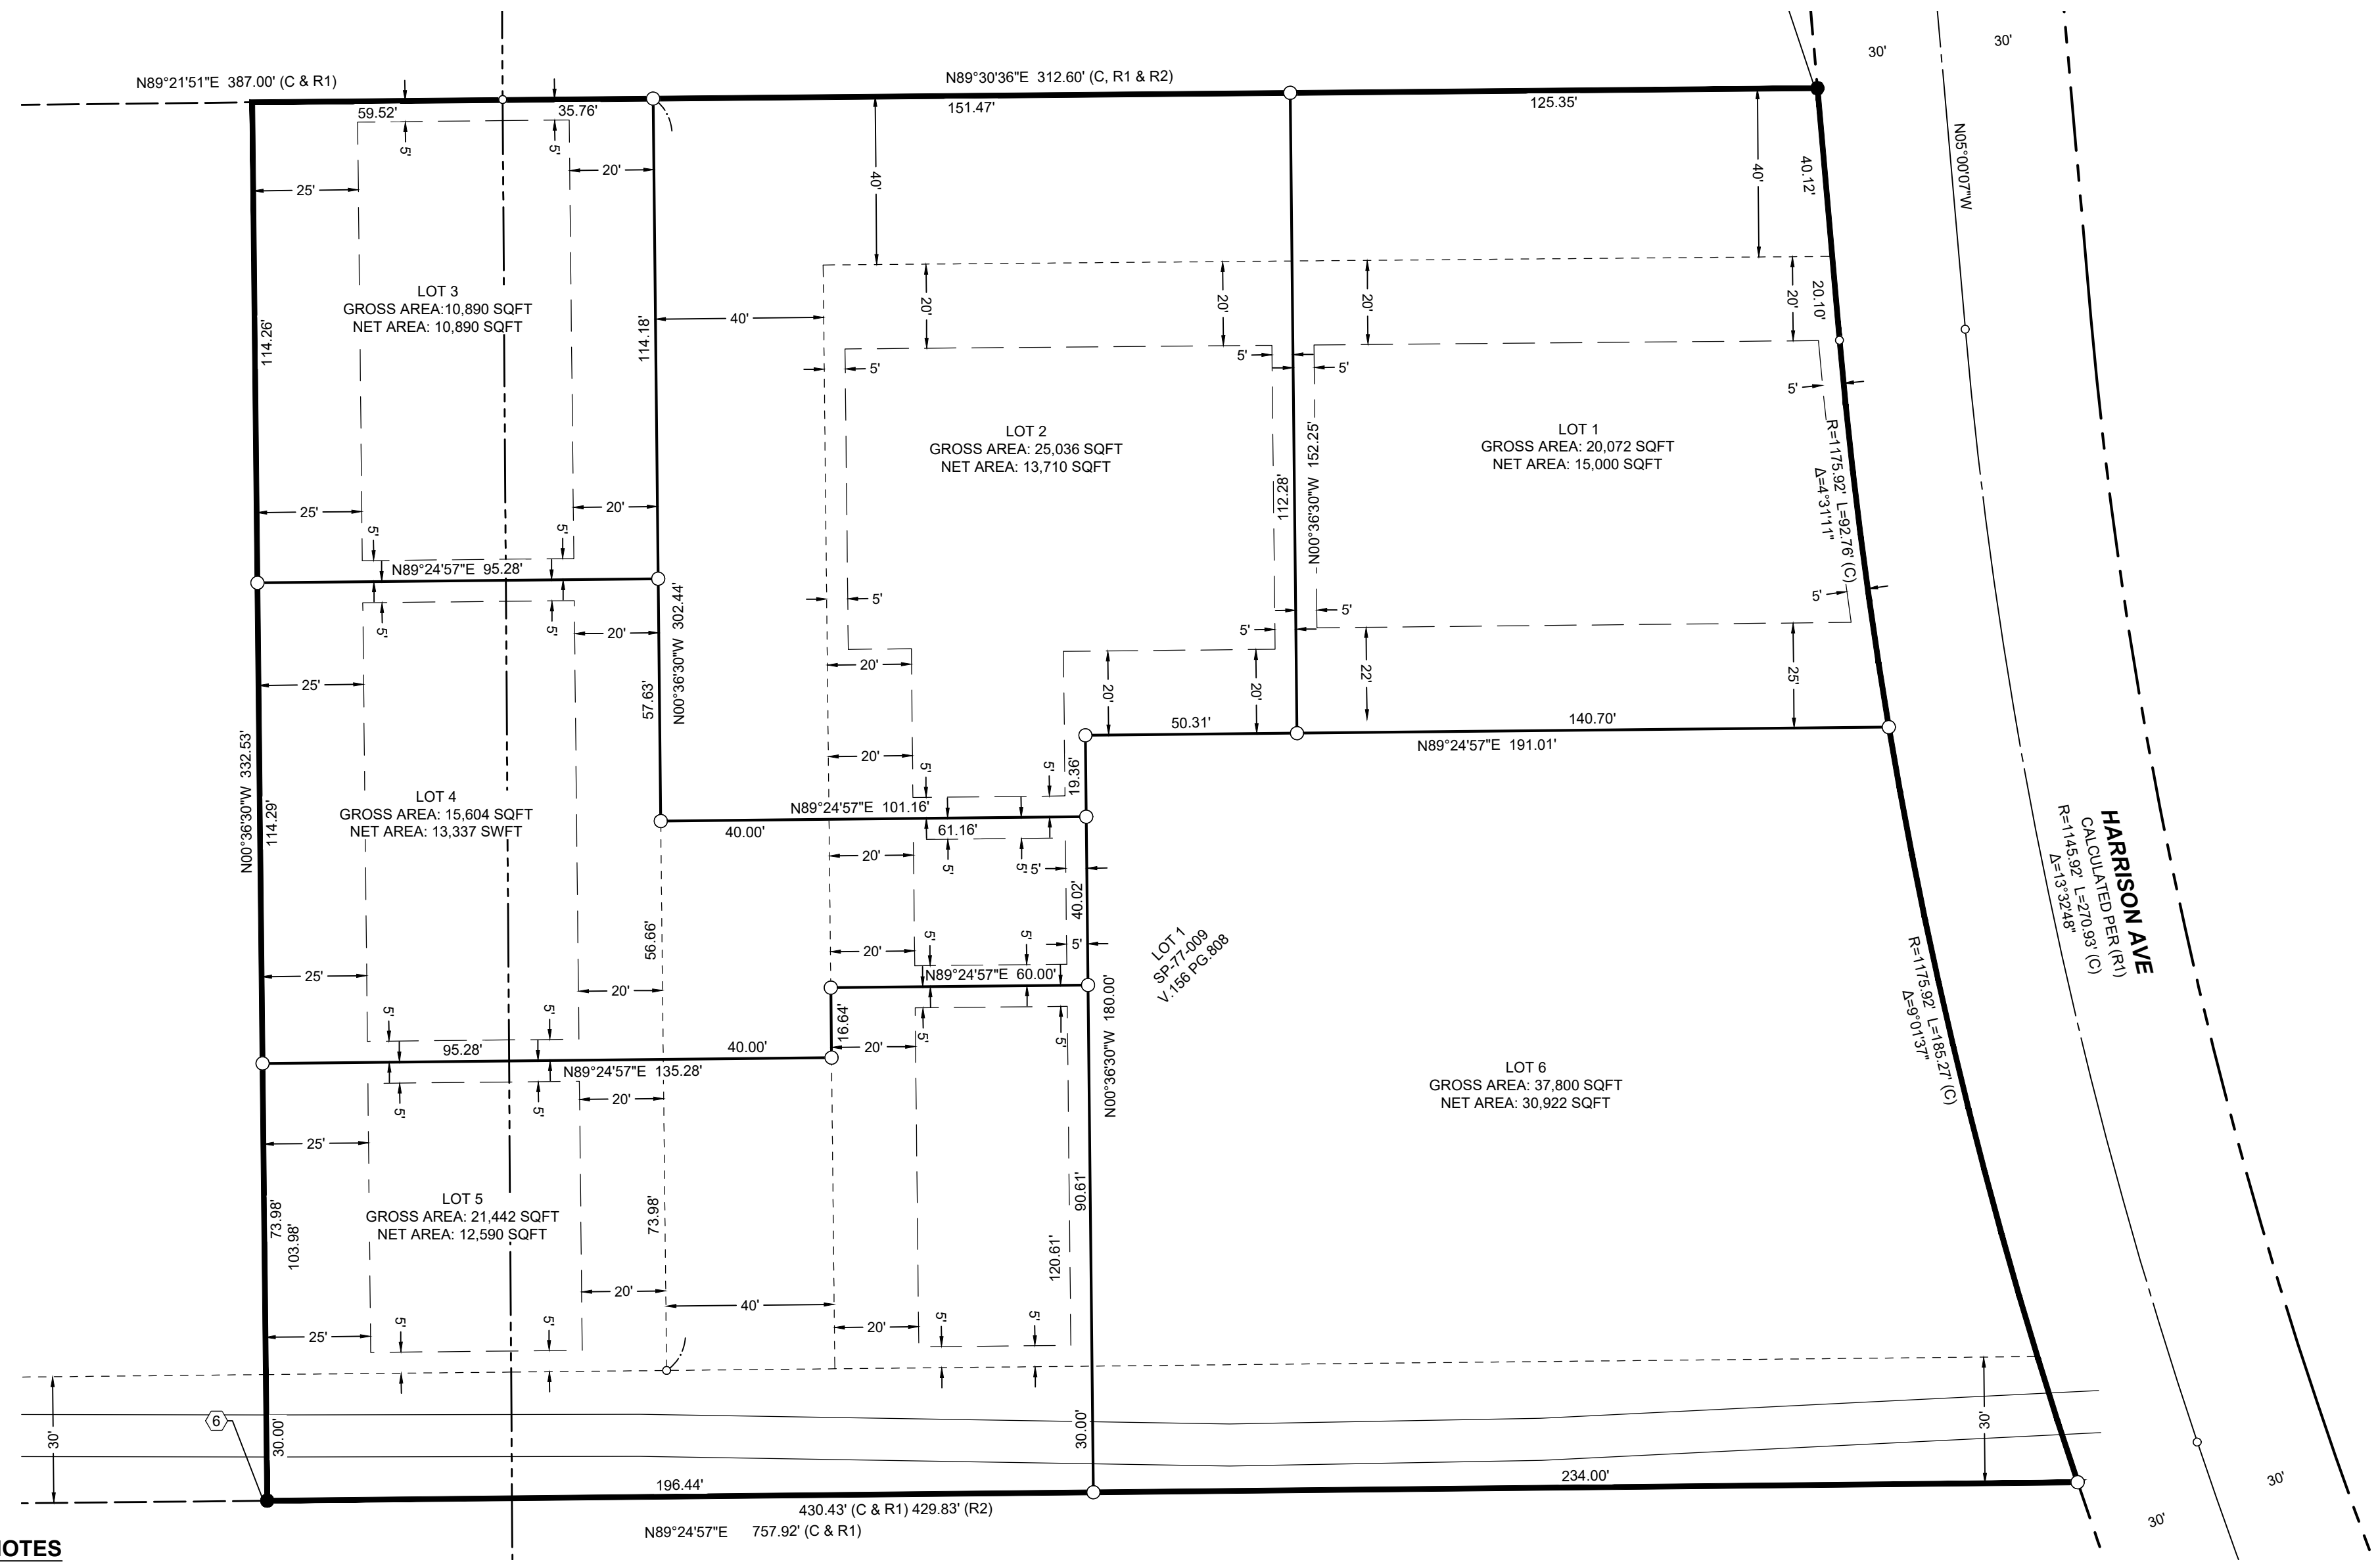 30'
30'
N89°21'51"E 387.00' (C & R1)
N89°30'36"E 312.60' (C, R1 & R2)
59.52'
35.76'
151.47'
125.35'
5'
5'
20'
25'
40'
40'
40.12'
N05°00'07"W
LOT 3
GROSS AREA:10,890 SQFT
NET AREA: 10,890 SQFT
114.26'
114.18'
40'
20'
20'
20'
20'
20.10'
5'
5'
5'
5'
5'
LOT 2
GROSS AREA: 25,036 SQFT
NET AREA: 13,710 SQFT
LOT 1
GROSS AREA: 20,072 SQFT
NET AREA: 15,000 SQFT
R=1175.92' L=92.76' (C)
Δ=4°31'11"
112.28'
N00°36'30"W 152.25'
25'
20'
5'
5'
N89°24'57"E 95.28'
5'
5'
20'
5'
5'
5'
5'
N00°36'30"W 302.44'
57.63'
25'
20'
20'
20'
22'
25'
50.31'
140.70'
N89°24'57"E 191.01'
20'
5'
5'
19.36'
N00°36'30"W 332.53'
114.29'
LOT 4
GROSS AREA: 15,604 SQFT
NET AREA: 13,337 SWFT
N89°24'57"E 101.16'
40.00'
61.16'
20'
5'
5'
5'
40.02'
HARRISON AVE
CALCULATED PER (R1)
R=1145.92' L=270.93' (C)
Δ=13°32'48"
56.66'
20'
5'
5'
5'
LOT 1
SP-77-009
V.156 PG.808
25'
20'
N89°24'57"E 60.00'
5'
5'
16.64'
20'
5'
5'
N00°36'30"W 180.00'
R=1175.92' L=185.27' (C)
Δ=9°01'37"
95.28'
40.00'
N89°24'57"E 135.28'
5'
5'
20'
LOT 6
GROSS AREA: 37,800 SQFT
NET AREA: 30,922 SQFT
25'
LOT 5
GROSS AREA: 21,442 SQFT
NET AREA: 12,590 SQFT
73.98'
103.98'
73.98'
90.61'
120.61'
20'
40'
20'
25'
5'
5'
5'
5'
30'
6
30.00'
30.00'
30'
196.44'
234.00'
430.43' (C & R1) 429.83' (R2)
N89°24'57"E 757.92' (C & R1)
30'
30'
NOTES